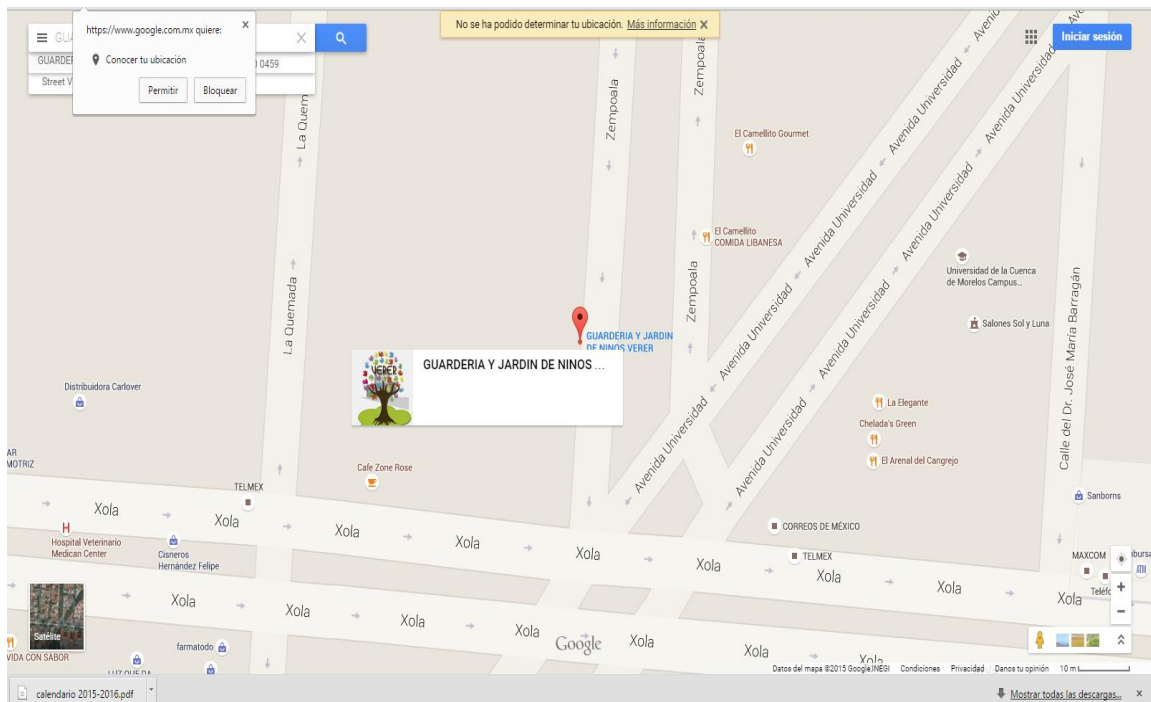 https://www.google.com.mx quiere:
Conocer tu ubicación
Permitir
Bloquear
No se ha podido determinar tu ubicación. Más información
Iniciar sesión
0459
Street V
La Quemada
La Quemada
Zempoala
Zempoala
Zempoala
Avenida Universidad
Avenida Universidad
Avenida Universidad
Avenida Universidad
Avenida Universidad
Avenida Universidad
Avenida Universidad
Avenida Universidad
Avenida Universidad
Avenida Universidad
El Camellito Gourmet
El Camellito
COMIDA LIBANESA
Universidad de la Cuenca
de Morelos Campus...
Salones Sol y Luna
Calle del Dr. José María Barragán
GUARDERIA Y JARDIN
DE NINOS VERER
VERER
GUARDERIA Y JARDIN DE NINOS ...
Distribuidora Carlover
La Elegante
Chelada's Green
El Arenal del Cangrejo
AR
MOTRIZ
Cafe Zone Rose
TELMEX
Sanborns
Xola
Xola
Xola
Xola
Xola
Xola
Xola
Xola
Xola
CORREOS DE MÉXICO
TELMEX
MAXCOM
Hospital Veterinario
Medican Center
Cisneros
Hernández Felipe
Xola
Xola
Xola
Xola
Xola
Xola
Xola
Satélite
farmatodo
VIDA CON SABOR
Google
Datos del mapa ©2015 Google, INEGI Condiciones Privacidad Danos tu opinión 10 m
calendario 2015-2016.pdf
Mostrar todas las descargas...